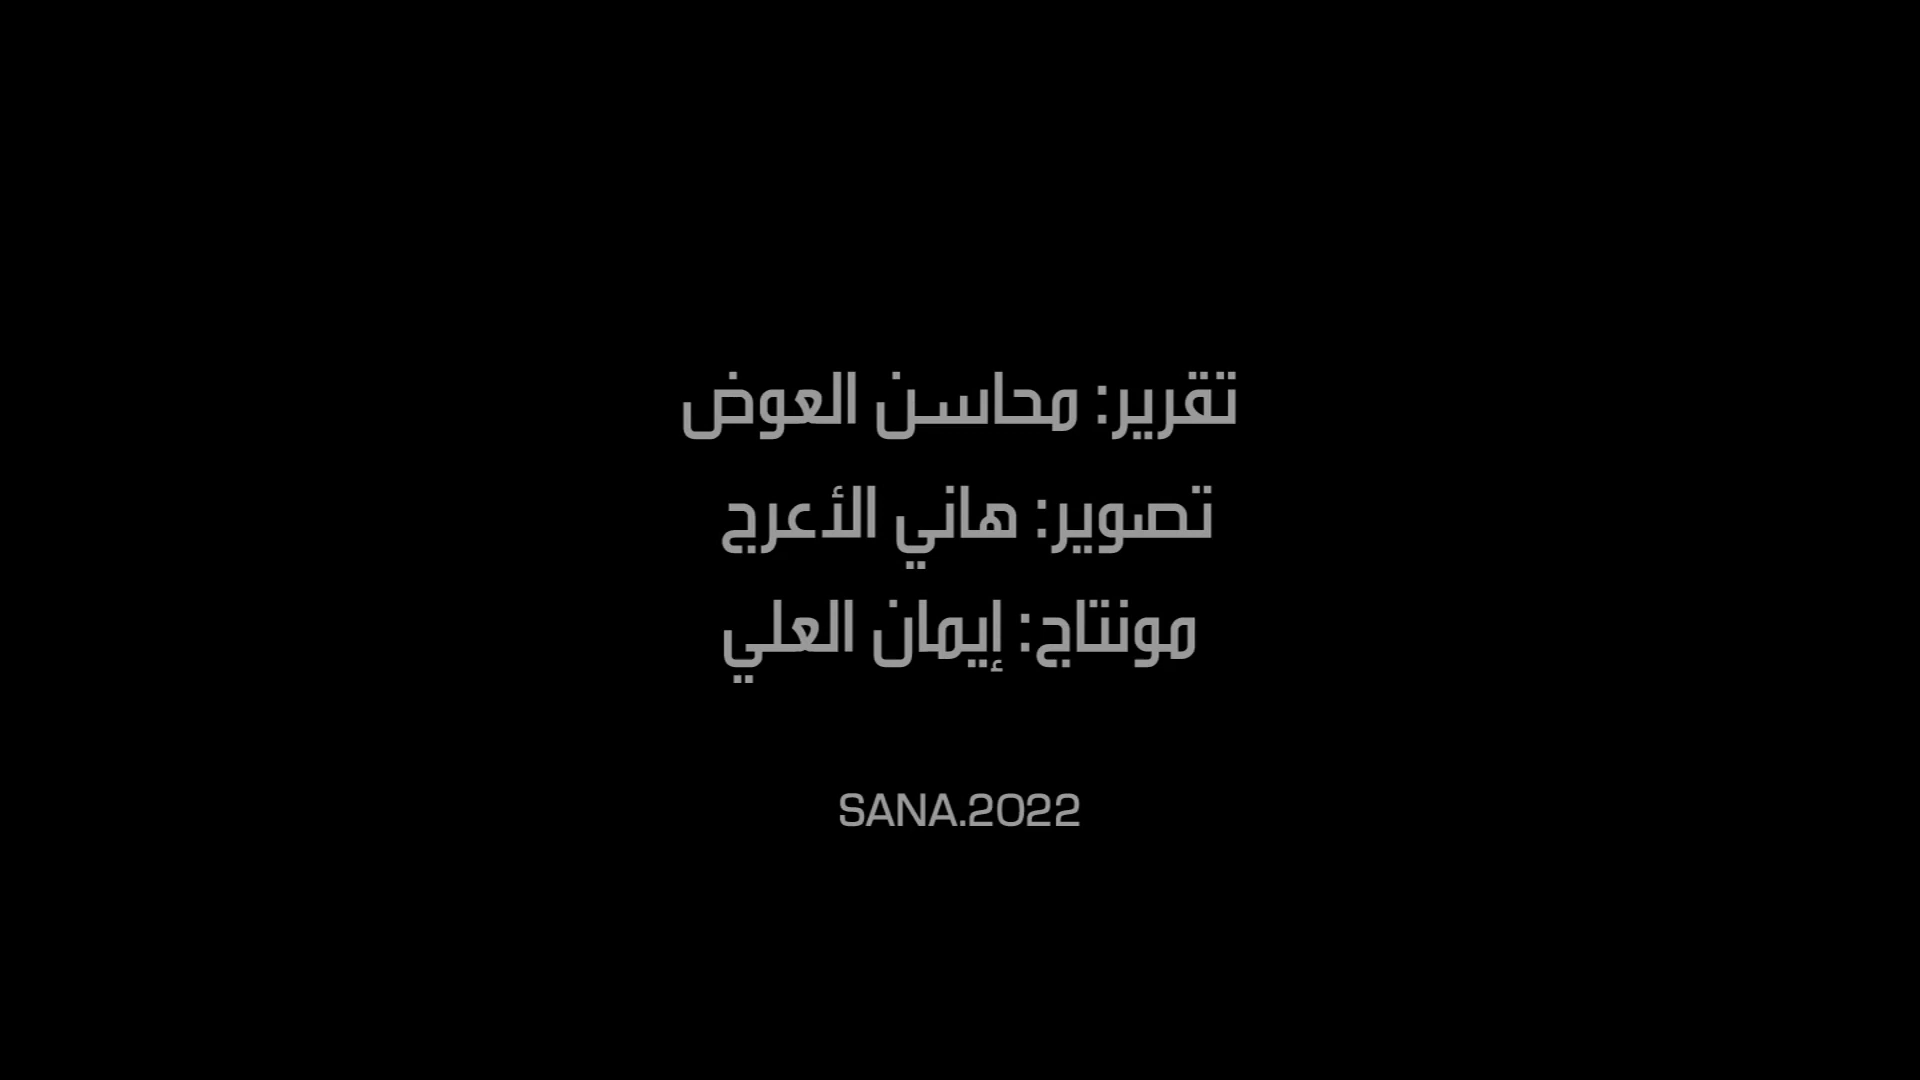 تقرير: محاسن العوض
تصوير: هاني الأعرج
مونتاج: إيمان العلي
SANA.2022